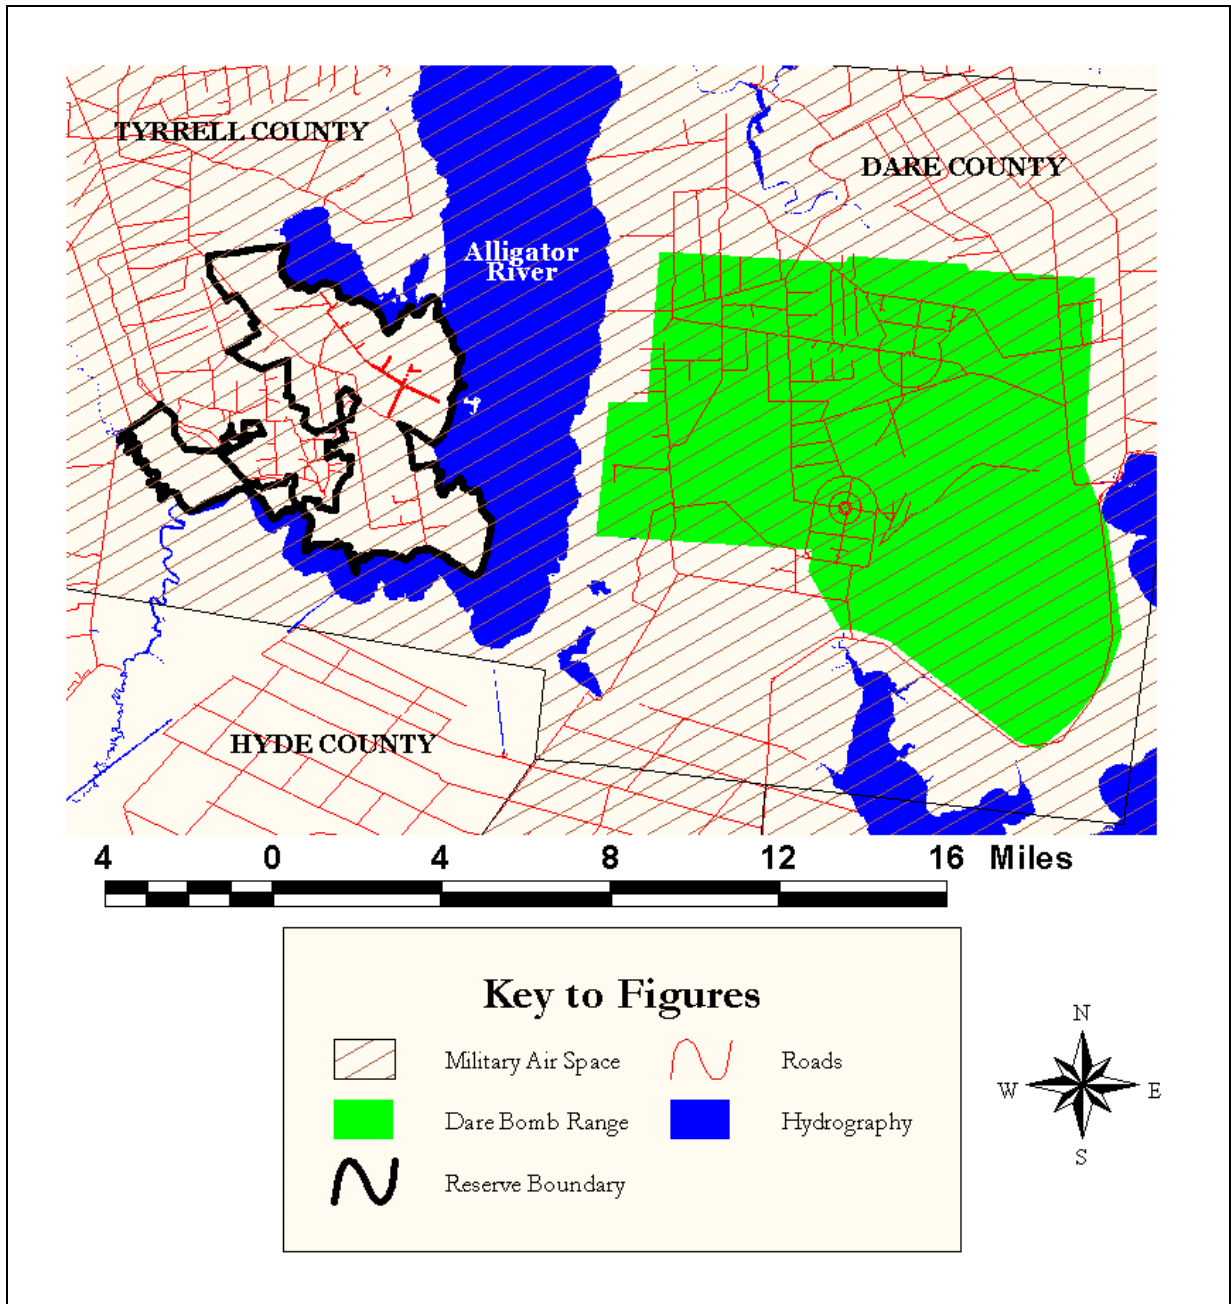 TYRRELL COUNTY
DARE COUNTY
Alligator
River
HYDE COUNTY
4 0 4 8 12 16 Miles
Key to Figures
Military Air Space
Roads
Dare Bomb Range
Hydrography
Reserve Boundary
N
W E
S